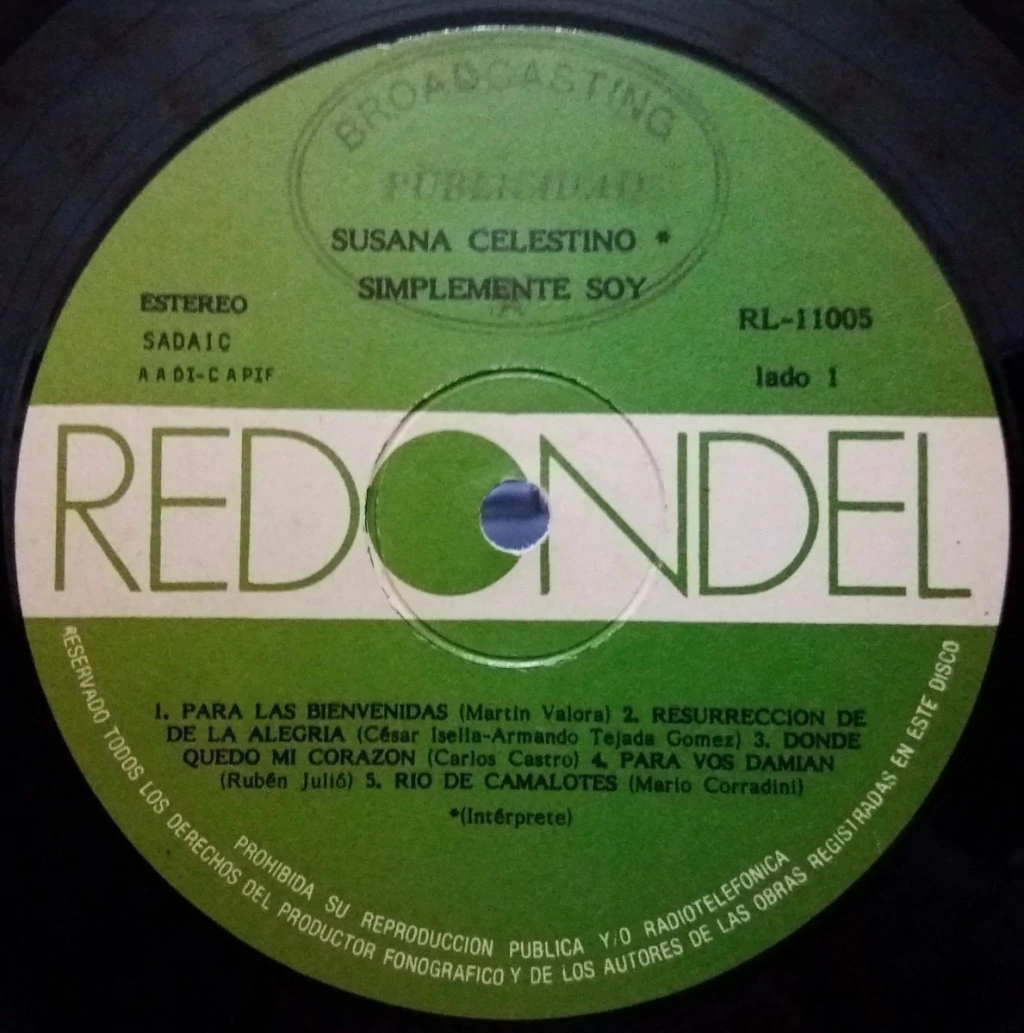 BROADCASTING
PUBLICIDAD
SUSANA CELESTINO *
SIMPLEMENTE SOY
ESTEREO
SADAIC
AADI-CAPIF
RL-11005
lado 1
REDONDEL
1. PARA LAS BIENVENIDAS (Martin Valora) 2. RESURRECCION DE
DE LA ALEGRIA (César Isella-Armando Tejada Gomez) 3. DONDE
QUEDO MI CORAZON (Carlos Castro) 4. PARA VOS DAMIAN
(Rubén Julió) 5. RIO DE CAMALOTES (Mario Corradini)
*(Intérprete)
PROHIBIDA SU REPRODUCCION PUBLICA Y/O RADIOTELEFONICA
RESERVADO TODOS LOS DERECHOS DEL PRODUCTOR FONOGRAFICO Y DE LOS AUTORES DE LAS OBRAS REGISTRADAS EN ESTE DISCO